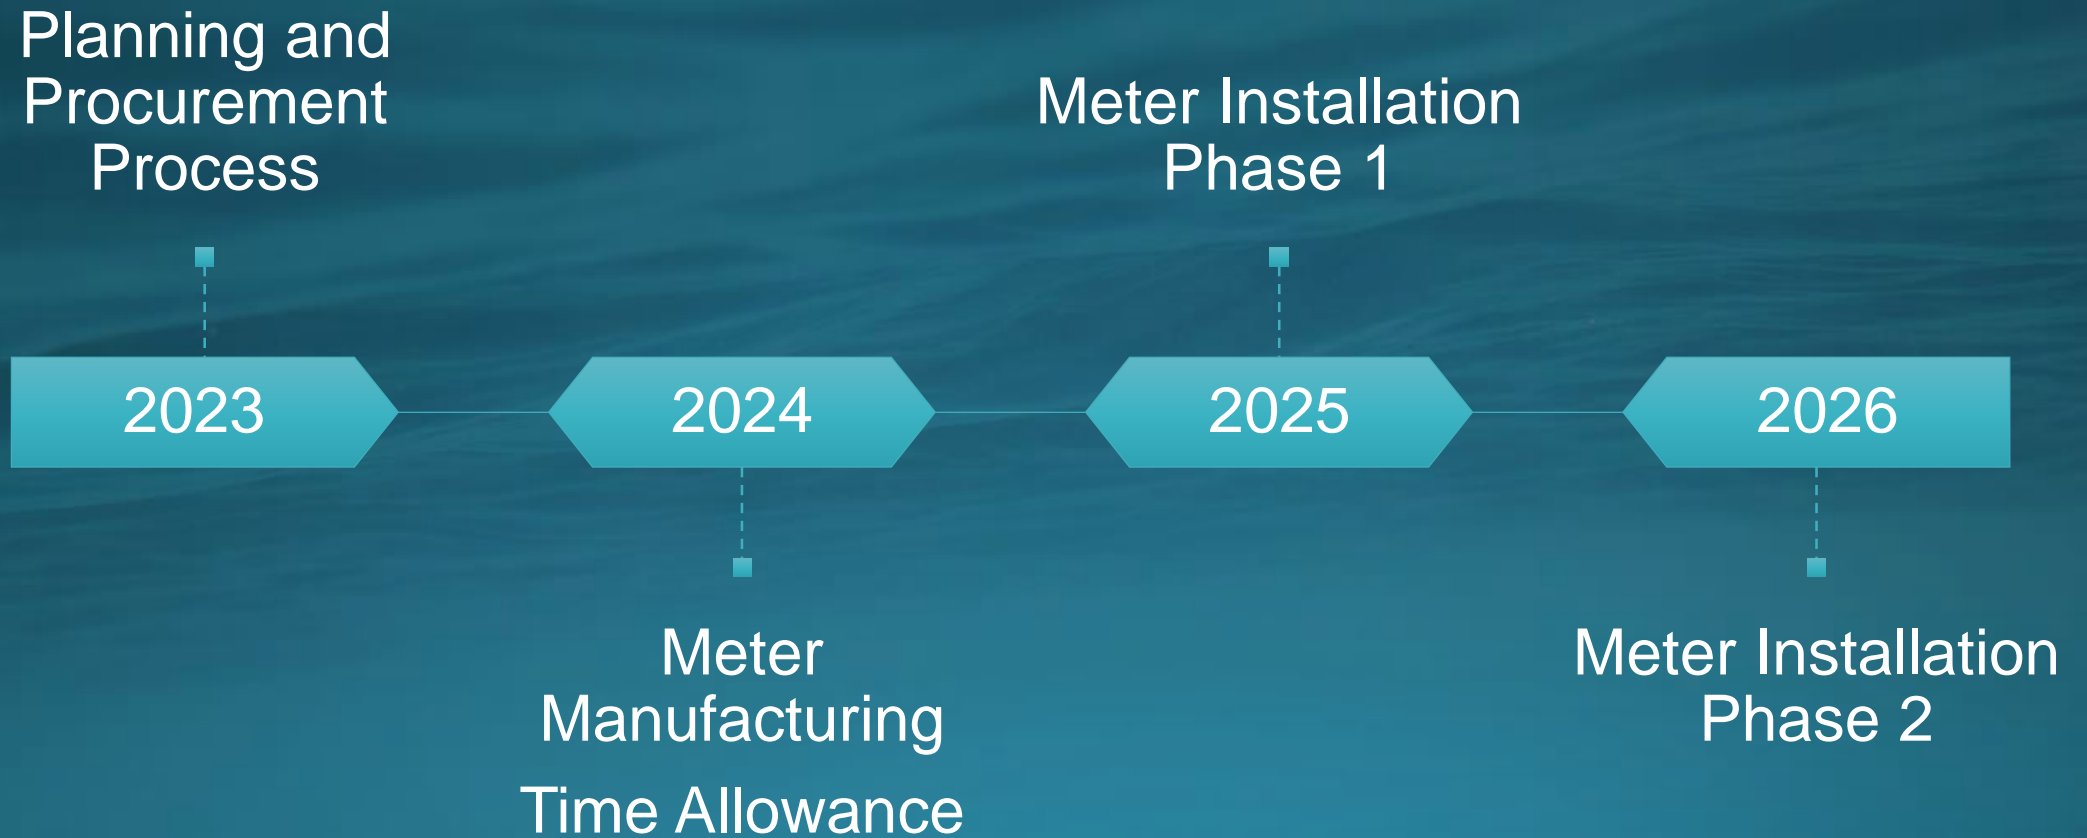 Planning and
Procurement
Process
Meter Installation
Phase 1
2023
2024
2025
2026
Meter
Manufacturing
Time Allowance
Meter Installation
Phase 2